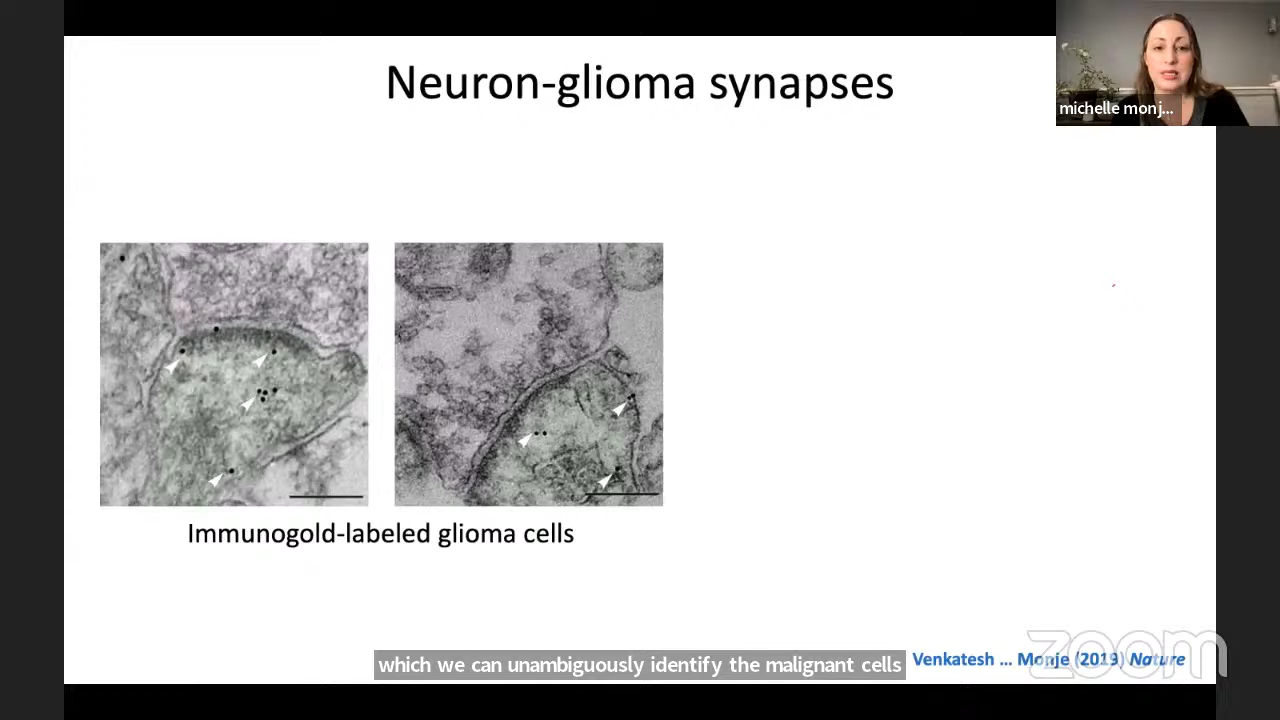 Neuron-glioma synapses
michelle monj...
Immunogold-labeled glioma cells
which we can unambiguously identify the malignant cells
Venkatesh ... Monje (2019) Nature
zoom